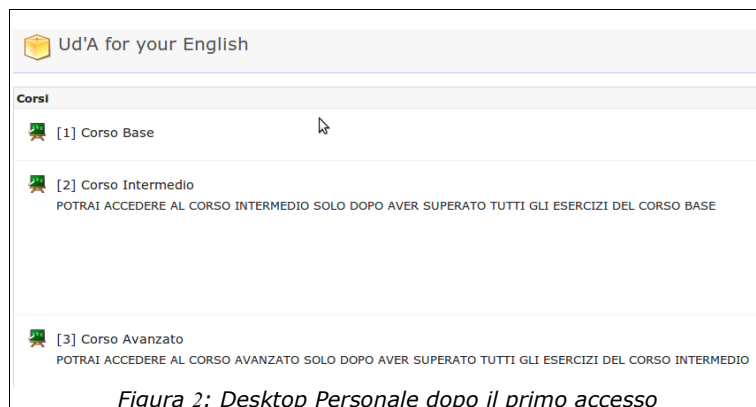 Ud'A for your English
Corsi
[1] Corso Base
[2] Corso Intermedio
POTRAI ACCEDERE AL CORSO INTERMEDIO SOLO DOPO AVER SUPERATO TUTTI GLI ESERCIZI DEL CORSO BASE
[3] Corso Avanzato
POTRAI ACCEDERE AL CORSO AVANZATO SOLO DOPO AVER SUPERATO TUTTI GLI ESERCIZI DEL CORSO INTERMEDIO
Figura 2: Desktop Personale dopo il primo accesso